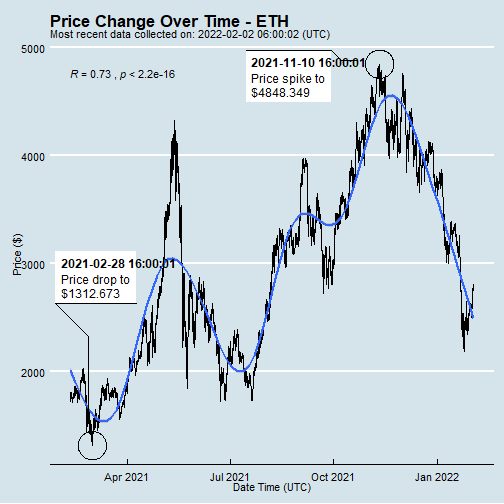 Price Change Over Time - ETH
Most recent data collected on: 2022-02-02 06:00:02 (UTC)
5000
2021-11-10 16:00:01
Price spike to
$4848.349
R = 0.73 , p < 2.2e-16
4000
Price ($)
3000
2021-02-28 16:00:01
Price drop to
$1312.673
2000
Apr 2021
Jul 2021
Oct 2021
Jan 2022
Date Time (UTC)